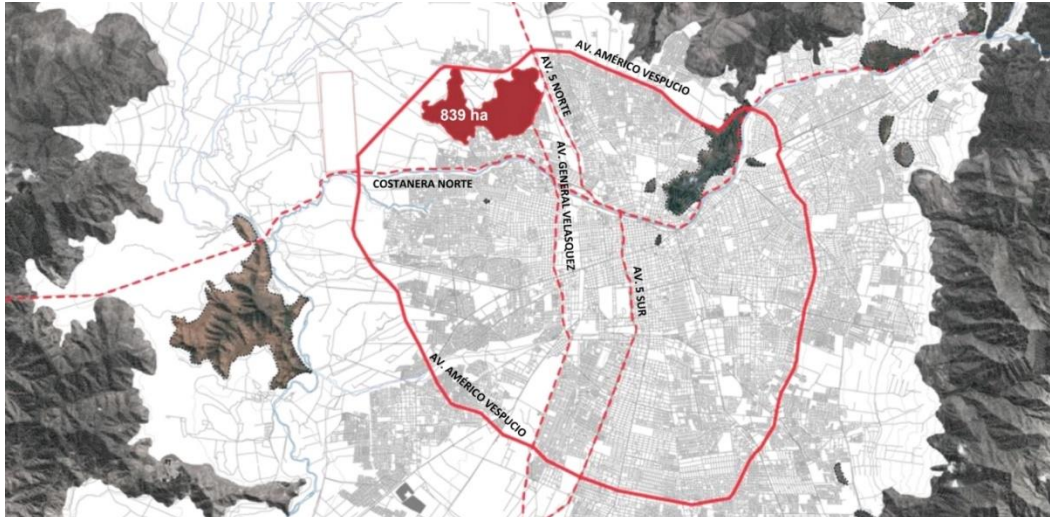 AV. AMÉRICO VESPUCIO
AV. 5 NORTE
839 ha
COSTANERA NORTE
AV. GENERAL VELASQUEZ
AV. 5 SUR
AV. AMÉRICO VESPUCIO